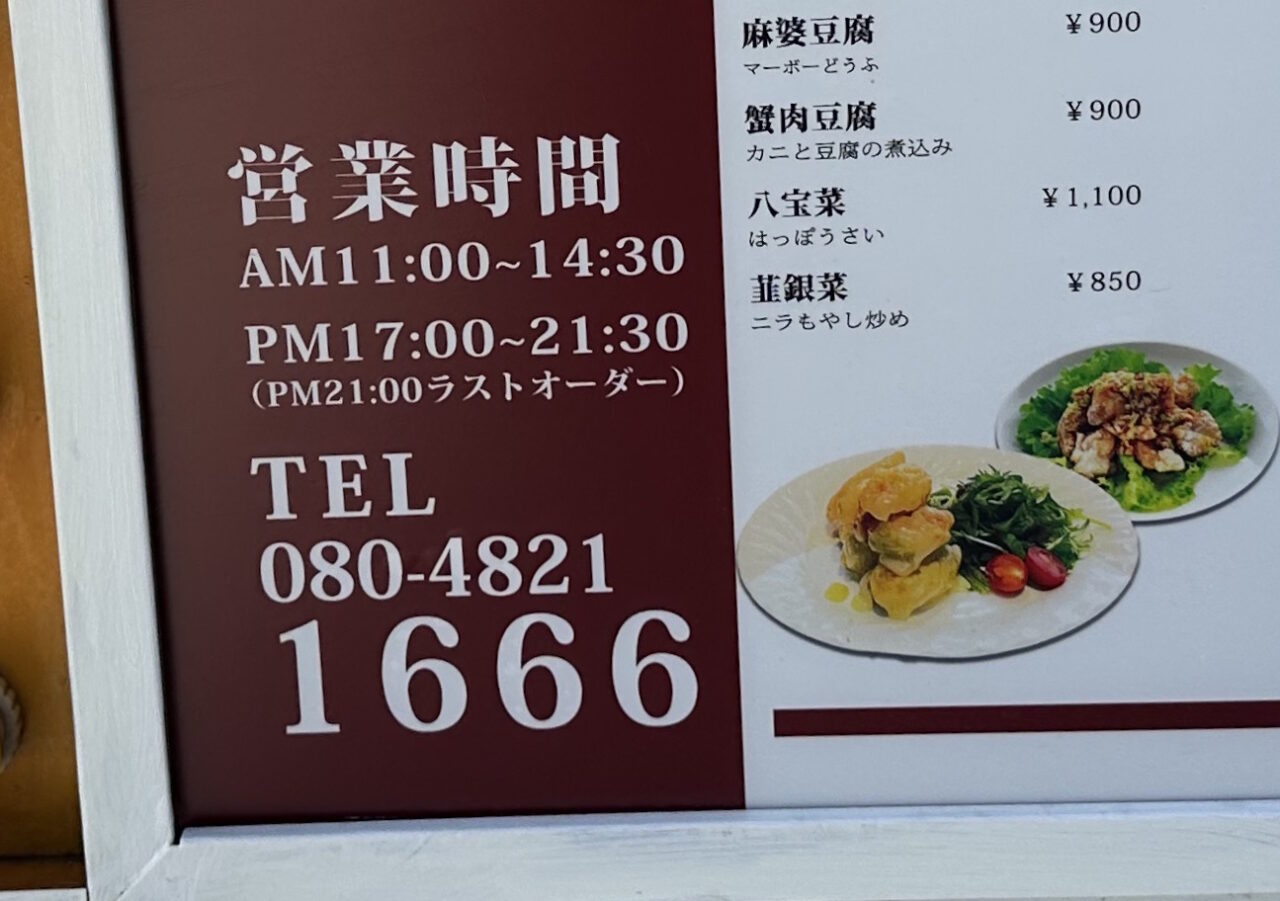 営業時間
AM11:00~14:30
PM17:00~21:30
(PM21:00ラストオーダー)
TEL
080-4821
1666
麻婆豆腐 ¥900
マーボーどうふ
蟹肉豆腐 ¥900
カニと豆腐の煮込み
八宝菜 ¥1,100
はっぽうさい
韮銀菜 ¥850
ニラもやし炒め